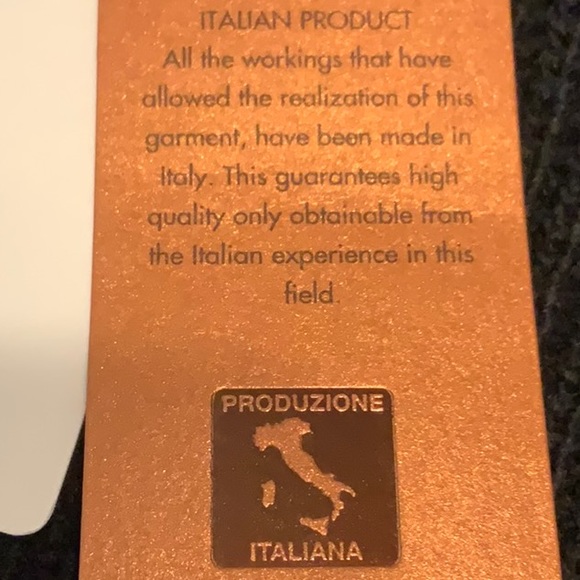 ITALIAN PRODUCT
All the workings that have
allowed the realization of this
garment, have been made in
Italy. This guarantees high
quality only obtainable from
the Italian experience in this
field.
PRODUZIONE
ITALIANA